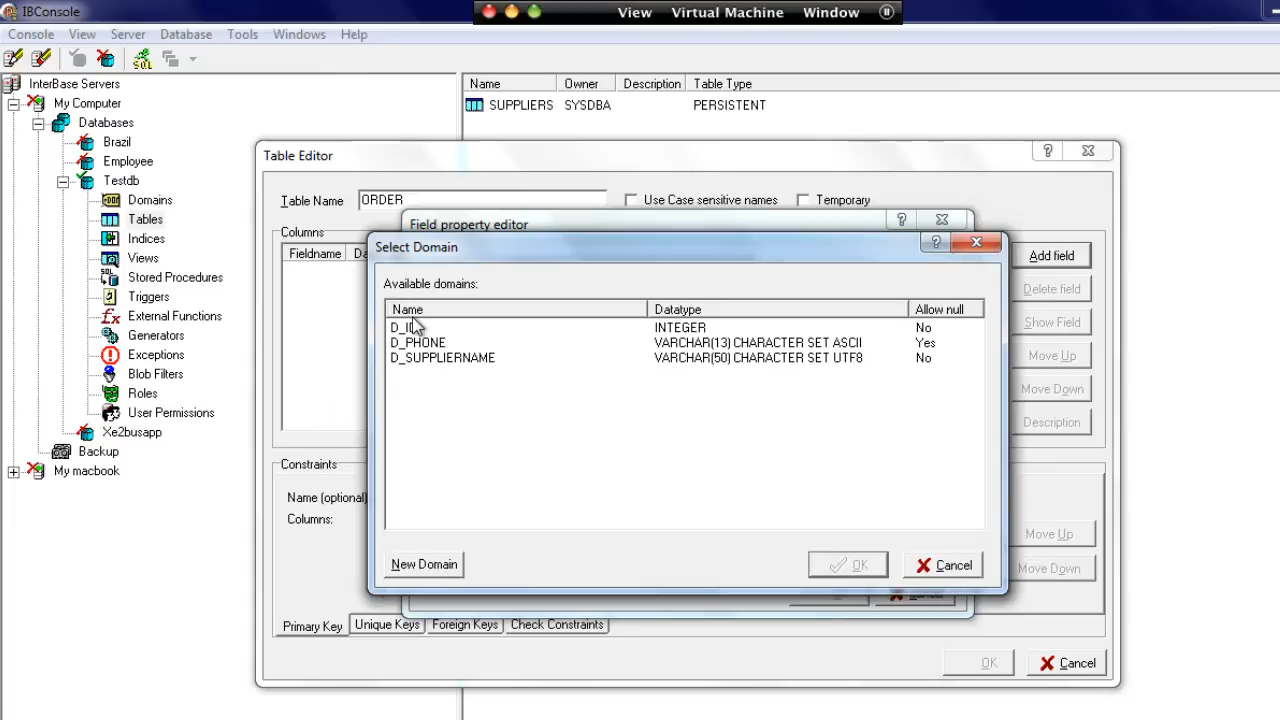 IBConsole
View Virtual Machine Window
Console View Server Database Tools Windows Help
SQL
InterBase Servers
My Computer
Databases
Brazil
Employee
Testdb
Domains
Tables
Indices
Views
Stored Procedures
Triggers
External Functions
Generators
Exceptions
Blob Filters
Roles
User Permissions
Xe2busapp
Backup
My macbook
Name Owner Description Table Type
SUPPLIERS SYSDBA PERSISTENT
Table Editor
Table Name ORDER Use Case sensitive names Temporary
Columns
Fieldname
Field property editor
Select Domain
Available domains:
Name Datatype Allow null
D_ID INTEGER No
D_PHONE VARCHAR(13) CHARACTER SET ASCII Yes
D_SUPPLIERNAME VARCHAR(50) CHARACTER SET UTF8 No
New Domain OK Cancel
Add field
Delete field
Show Field
Move Up
Move Down
Description
Constraints
Name (optional)
Columns:
Move Up
Move Down
Primary Key Unique Keys Foreign Keys Check Constraints
OK Cancel